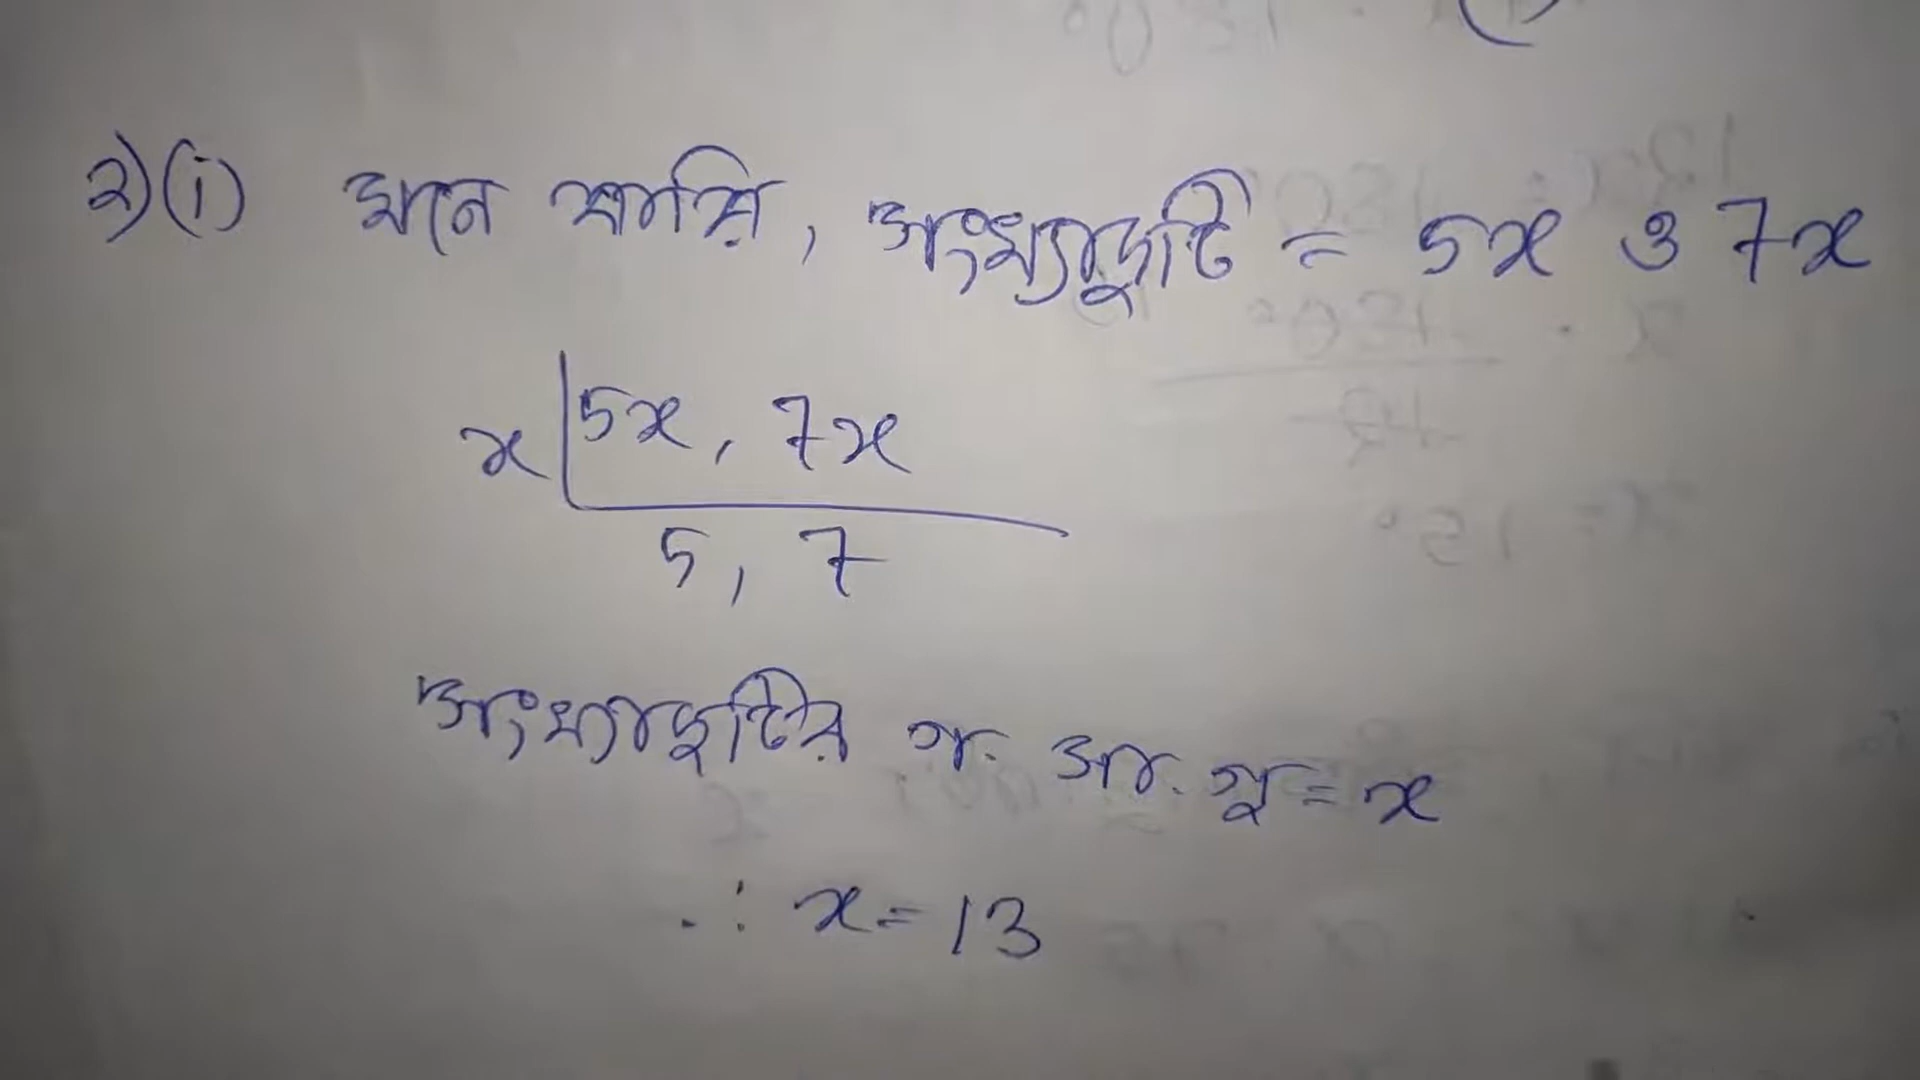 ২)(i) মনে করি, সংখ্যাদুটি = 5x ও 7x
x | 5x, 7x
5, 7
সংখ্যাদুটির গ. সা. গু = x
∴ x = 13